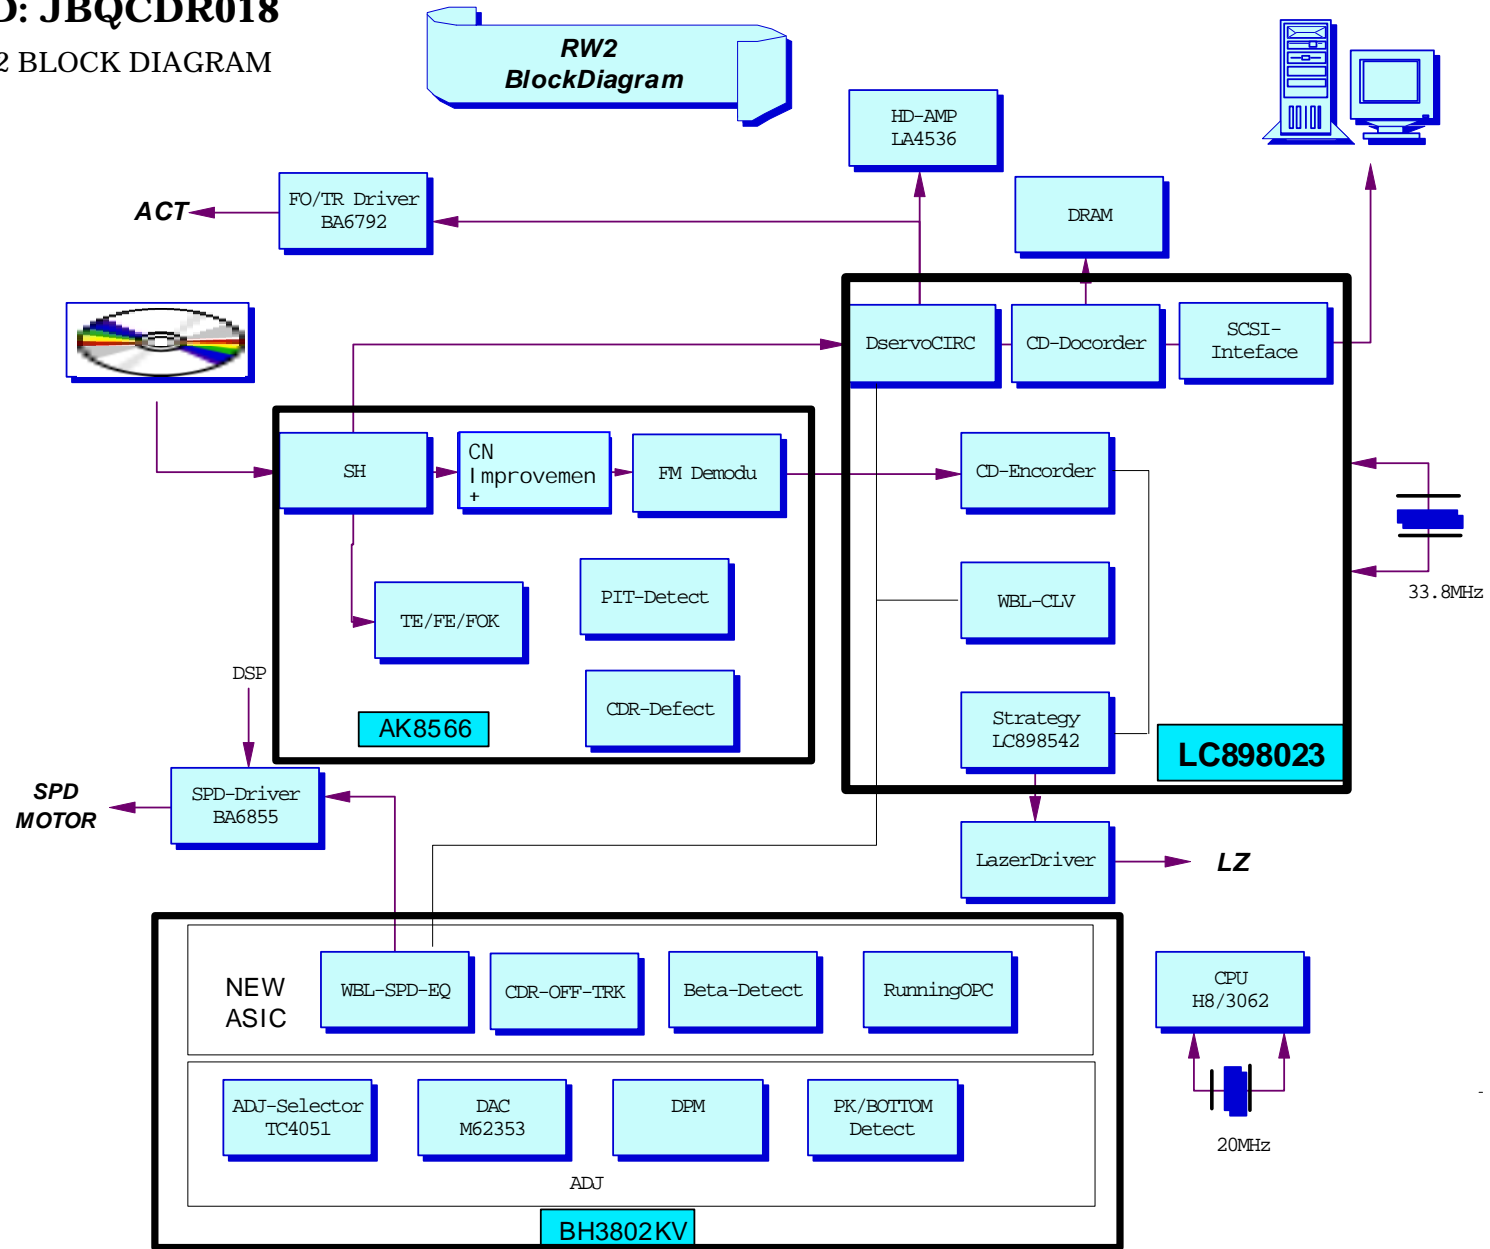 D: JBQCDR018
2 BLOCK DIAGRAM
RW2
BlockDiagram
HD-AMP
LA4536
DRAM
ACT
FO/TR Driver
BA6792
DservoCIRC
CD-Docorder
SCSI-
Inteface
SH
CN
Improvemen
+
FM Demodu
CD-Encorder
33.8MHz
TE/FE/FOK
PIT-Detect
WBL-CLV
DSP
CDR-Defect
AK8566
Strategy
LC898542
LC898023
SPD
MOTOR
SPD-Driver
BA6855
LazerDriver
LZ
NEW
ASIC
WBL-SPD-EQ
CDR-OFF-TRK
Beta-Detect
RunningOPC
CPU
H8/3062
20MHz
ADJ-Selector
TC4051
DAC
M62353
DPM
PK/BOTTOM
Detect
ADJ
BH3802KV